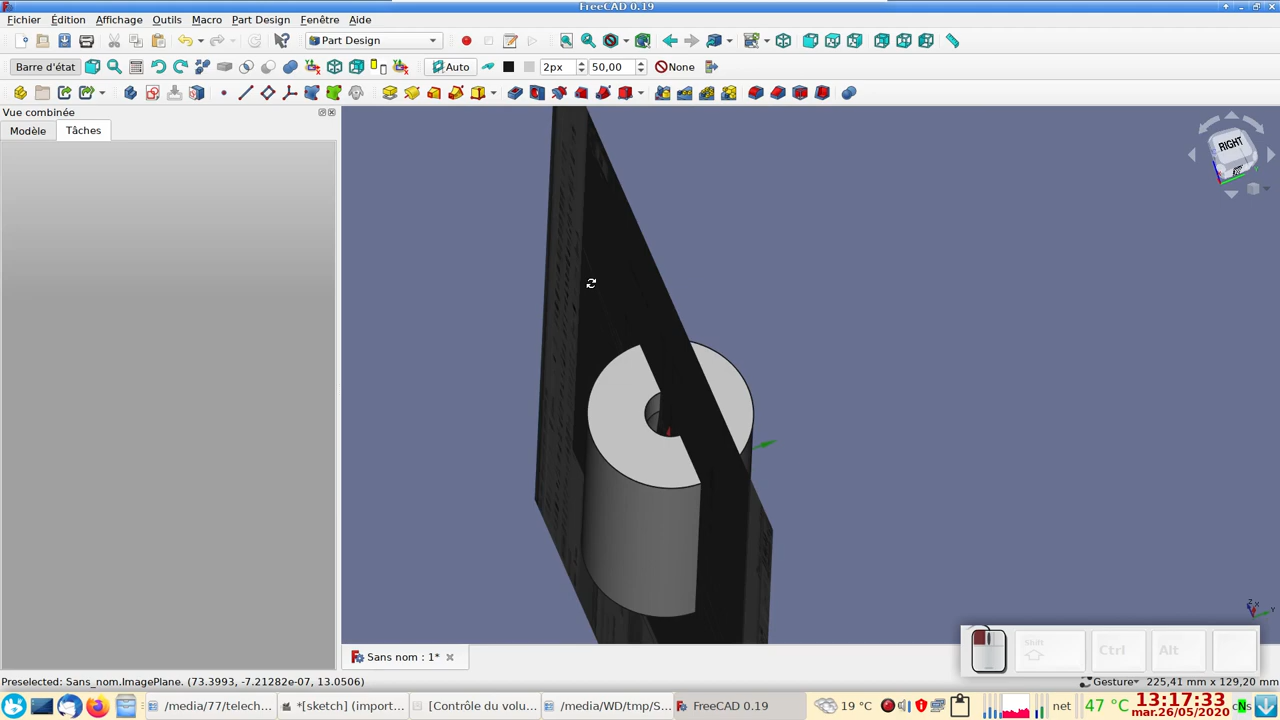 FreeCAD 0.19
Fichier Édition Affichage Outils Macro Part Design Fenêtre Aide
Part Design
Barre d'état Auto 2px 50,00 None
Vue combinée
Modèle Tâches
RIGHT
Z X
Y
Sans nom : 1*
Shift Ctrl Alt
Preselected: Sans_nom.ImagePlane. (73.3993, -7.21282e-07, 13.0506) Gesture 225,41 mm x 129,20 mm
/media/77/telech... *[sketch] (import... [Contrôle du volu... /média/WD/tmp/S... FreeCAD 0.19 19 °C net 47 °C 13:17:33
mar.26/05/2020